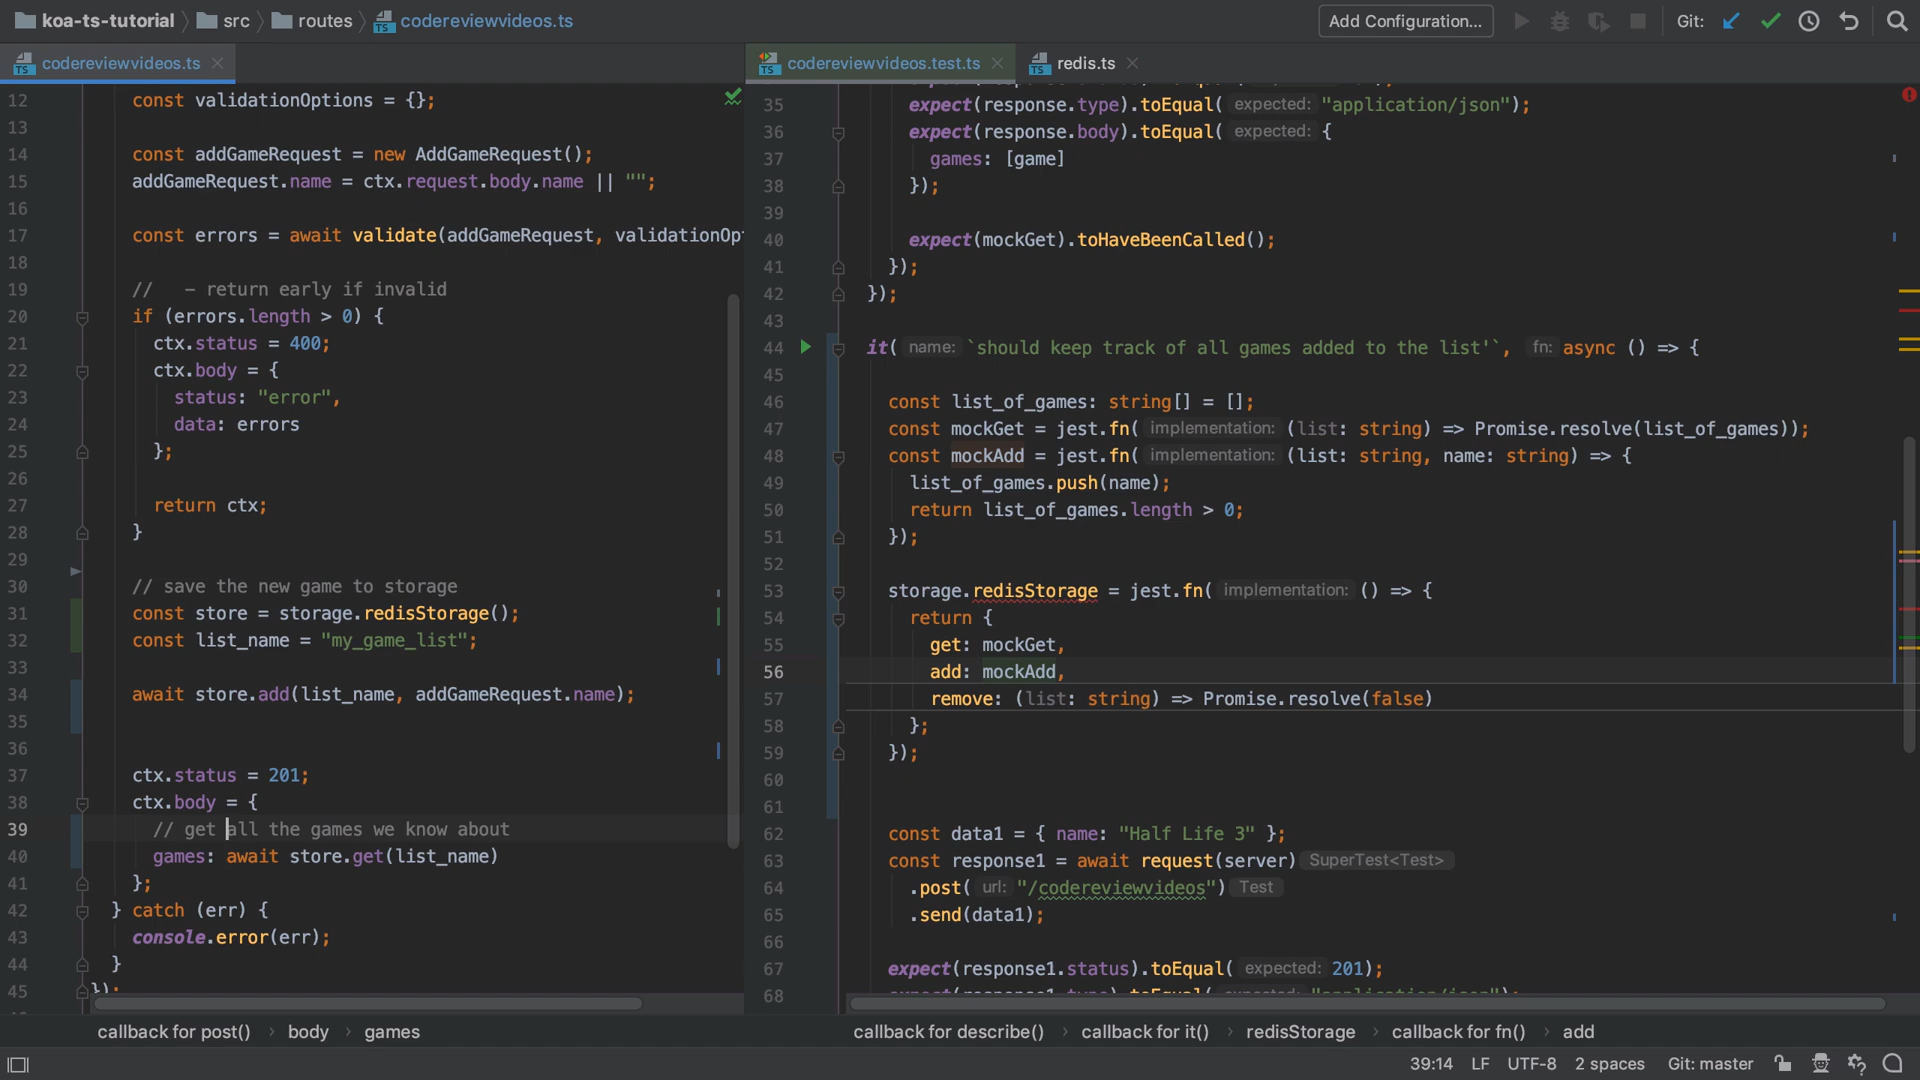 koa-ts-tutorial src routes codereviewvideos.ts Add Configuration... Git:
codereviewvideos.ts codereviewvideos.test.ts redis.ts
12 const validationOptions = {};
13
14 const addGameRequest = new AddGameRequest();
15 addGameRequest.name = ctx.request.body.name || "";
16
17 const errors = await validate(addGameRequest, validationOp
18
19 // - return early if invalid
20 if (errors.length > 0) {
21 ctx.status = 400;
22 ctx.body = {
23 status: "error",
24 data: errors
25 };
26
27 return ctx;
28 }
29
30 // save the new game to storage
31 const store = storage.redisStorage();
32 const list_name = "my_game_list";
33
34 await store.add(list_name, addGameRequest.name);
35
36
37 ctx.status = 201;
38 ctx.body = {
39 // get all the games we know about
40 games: await store.get(list_name)
41 };
42 } catch (err) {
43 console.error(err);
44 }
45 });
35 expect(response.type).toEqual( expected: "application/json");
36 expect(response.body).toEqual( expected: {
37 games: [game]
38 });
39
40 expect(mockGet).toHaveBeenCalled();
41 });
42 });
43
44 it( name: `should keep track of all games added to the list'`, fn: async () => {
45
46 const list_of_games: string[] = [];
47 const mockGet = jest.fn( implementation: (list: string) => Promise.resolve(list_of_games));
48 const mockAdd = jest.fn( implementation: (list: string, name: string) => {
49 list_of_games.push(name);
50 return list_of_games.length > 0;
51 });
52
53 storage.redisStorage = jest.fn( implementation: () => {
54 return {
55 get: mockGet,
56 add: mockAdd,
57 remove: (list: string) => Promise.resolve(false)
58 };
59 });
60
61
62 const data1 = { name: "Half Life 3" };
63 const response1 = await request(server) SuperTest<Test>
64 .post( url: "/codereviewvideos") Test
65 .send(data1);
66
67 expect(response1.status).toEqual( expected: 201);
68 expect(response1.type).toEqual( expected: "application/json");
callback for post() › body › games
callback for describe() › callback for it() › redisStorage › callback for fn() › add
39:14 LF UTF-8 2 spaces Git: master